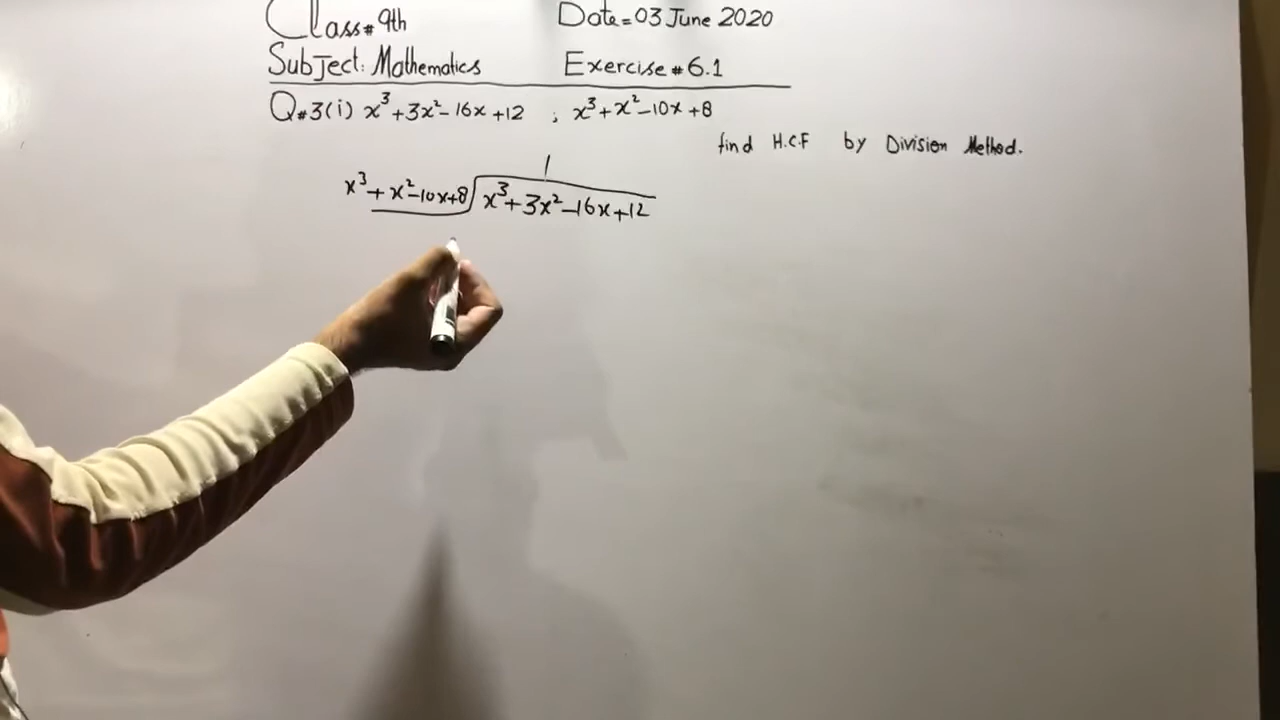 Class# 9th Date=03 June 2020
Subject: Mathematics Exercise#6.1
Q#3(i) x³+3x²-16x+12 ; x³+x²-10x+8
find H.C.F by Division Method.
1
x³+x²-10x+8 x³+3x²-16x+12